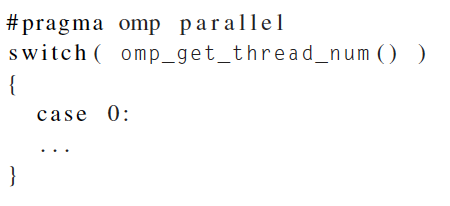 #pragma omp parallel
switch( omp_get_thread_num() )
{
case 0:
...
}